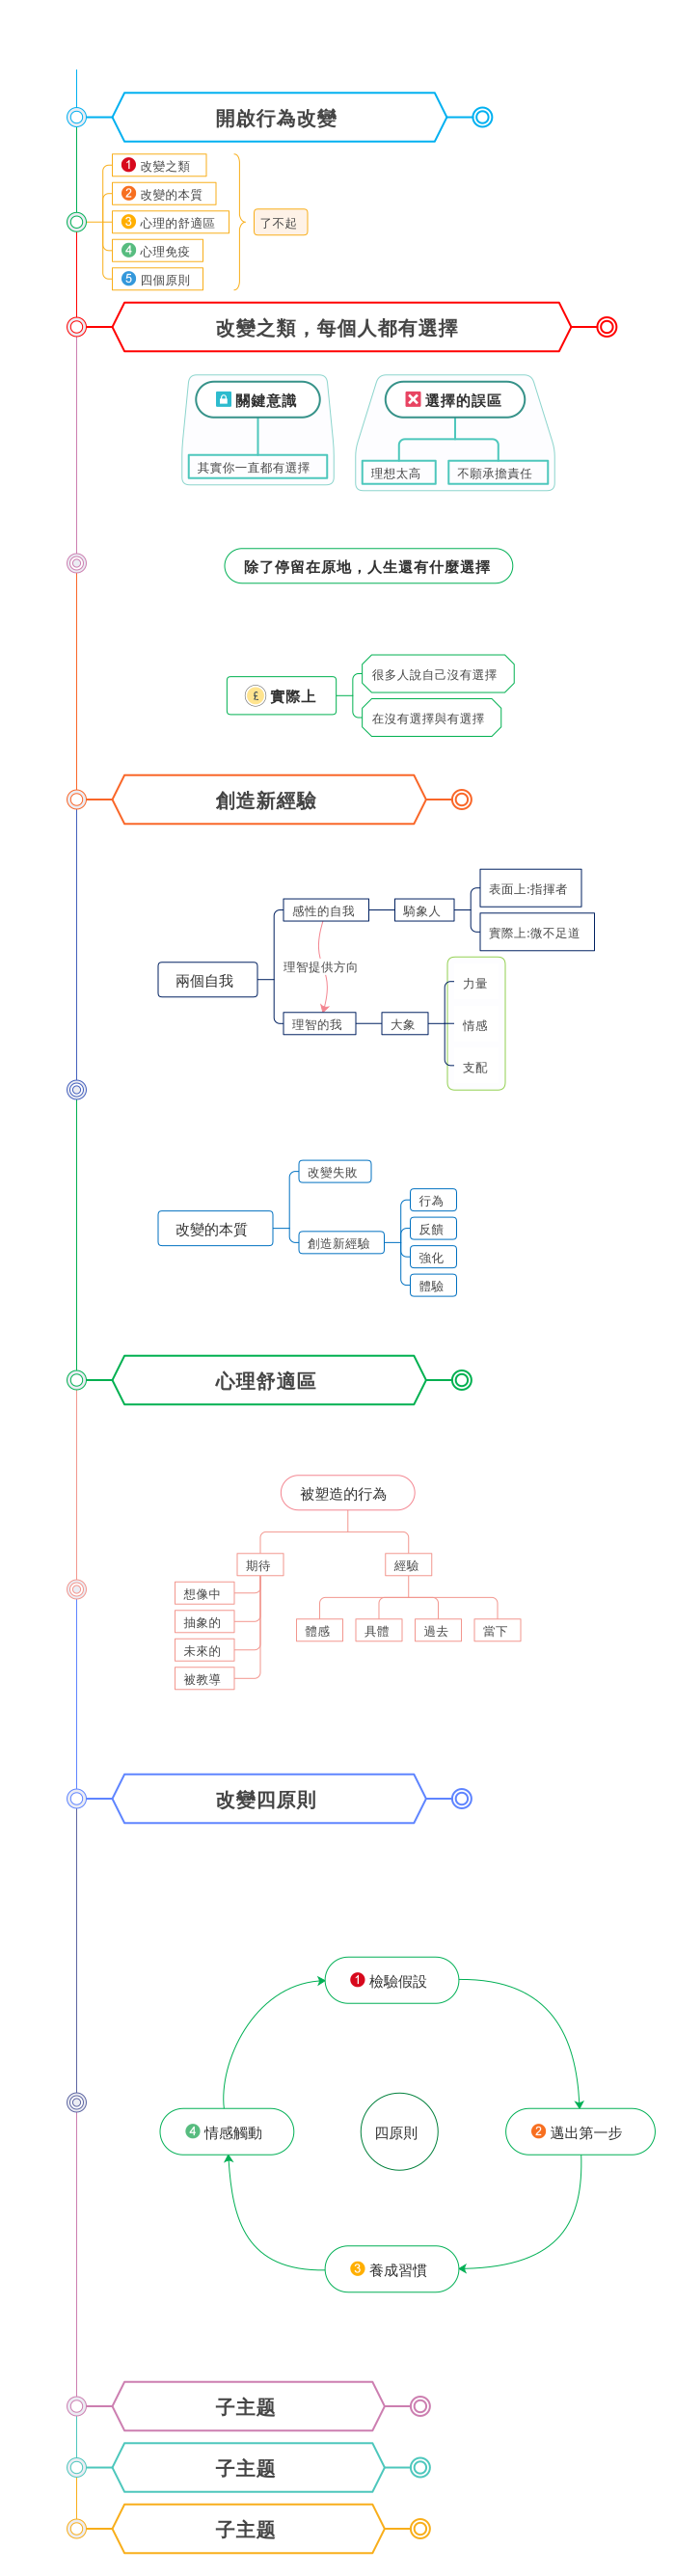 開啟行為改變
1 改變之類
2 改變的本質
3 心理的舒適區
4 心理免疫
5 四個原則
了不起
改變之類，每個人都有選擇
關鍵意識
其實你一直都有選擇
選擇的誤區
理想太高
不願承擔責任
除了停留在原地，人生還有什麼選擇
£ 實際上
很多人說自己沒有選擇
在沒有選擇與有選擇
創造新經驗
兩個自我
感性的自我
騎象人
表面上:指揮者
實際上:微不足道
理智提供方向
理智的我
大象
力量
情感
支配
改變的本質
改變失敗
創造新經驗
行為
反饋
強化
體驗
心理舒適區
被塑造的行為
期待
想像中
抽象的
未來的
被教導
經驗
體感
具體
過去
當下
改變四原則
1 檢驗假設
2 邁出第一步
3 養成習慣
4 情感觸動
四原則
子主题
子主题
子主题